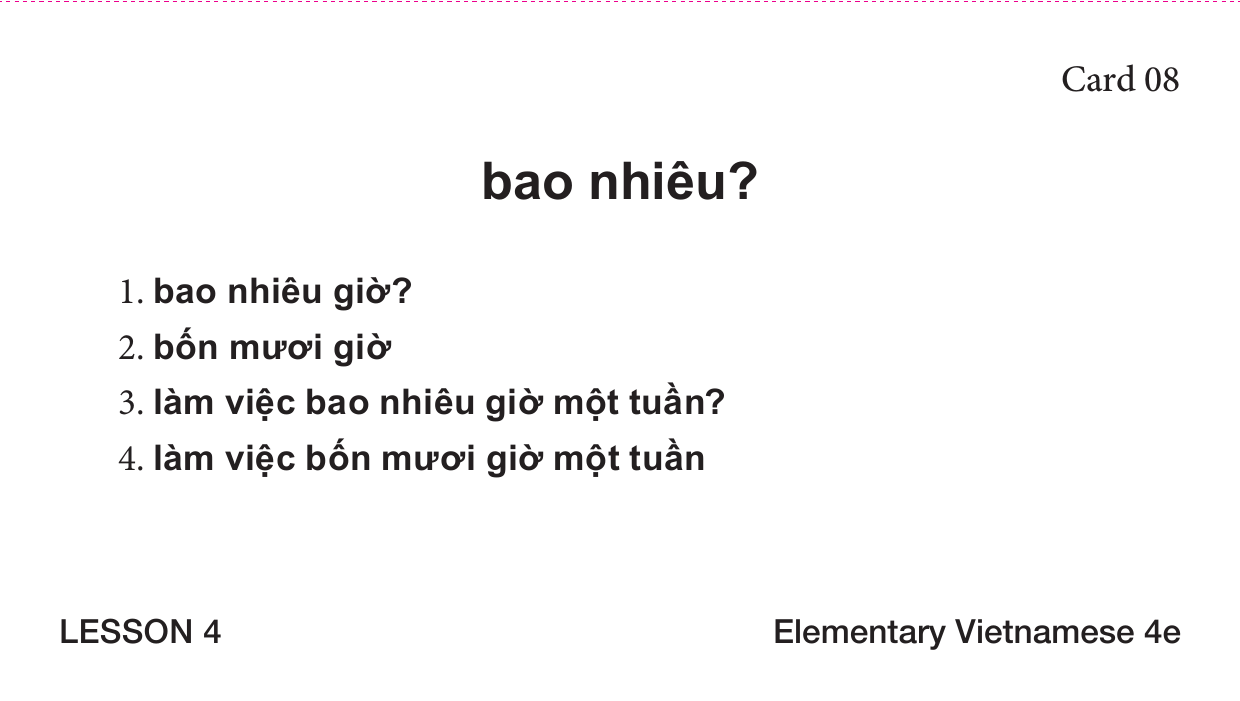 Card 08
bao nhiêu?
1. bao nhiêu giờ?
2. bốn mươi giờ
3. làm việc bao nhiêu giờ một tuần?
4. làm việc bốn mươi giờ một tuần
LESSON 4
Elementary Vietnamese 4e